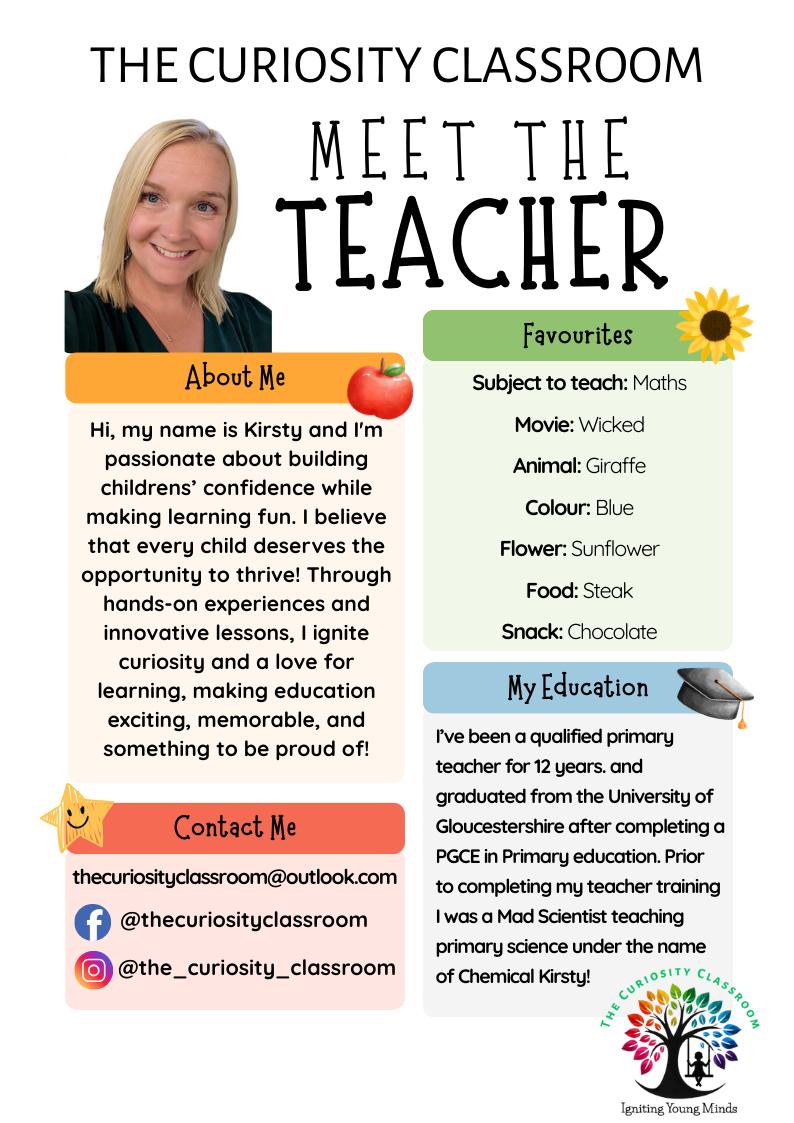 THE CURIOSITY CLASSROOM
MEET THE
TEACHER
About Me
Hi, my name is Kirsty and I'm
passionate about building
childrens’ confidence while
making learning fun. I believe
that every child deserves the
opportunity to thrive! Through
hands-on experiences and
innovative lessons, I ignite
curiosity and a love for
learning, making education
exciting, memorable, and
something to be proud of!
Contact Me
thecuriosityclassroom@outlook.com
@thecuriosityclassroom
@the_curiosity_classroom
Favourites
Subject to teach: Maths
Movie: Wicked
Animal: Giraffe
Colour: Blue
Flower: Sunflower
Food: Steak
Snack: Chocolate
My Education
I’ve been a qualified primary
teacher for 12 years. and
graduated from the University of
Gloucestershire after completing a
PGCE in Primary education. Prior
to completing my teacher training
I was a Mad Scientist teaching
primary science under the name
of Chemical Kirsty!
THE CURIOSITY CLASSROOM
Igniting Young Minds